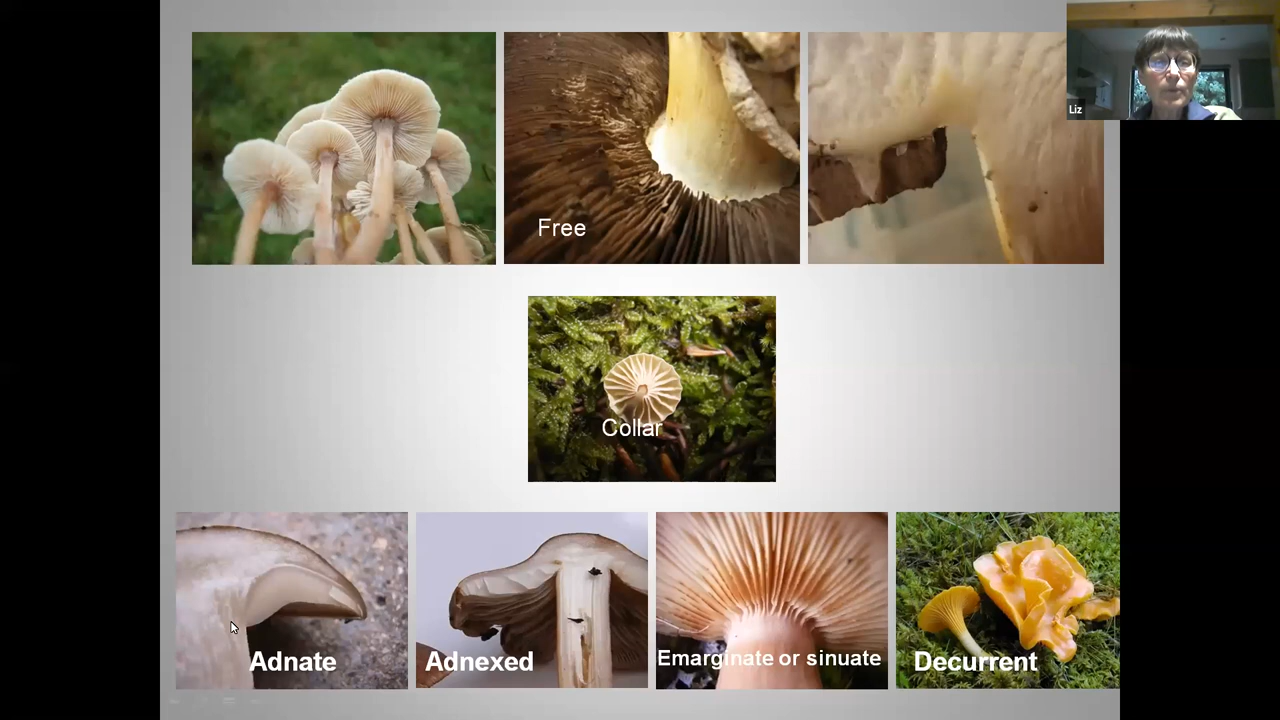 Liz
Free
Collar
Adnate
Adnexed
Emarginate or sinuate
Decurrent